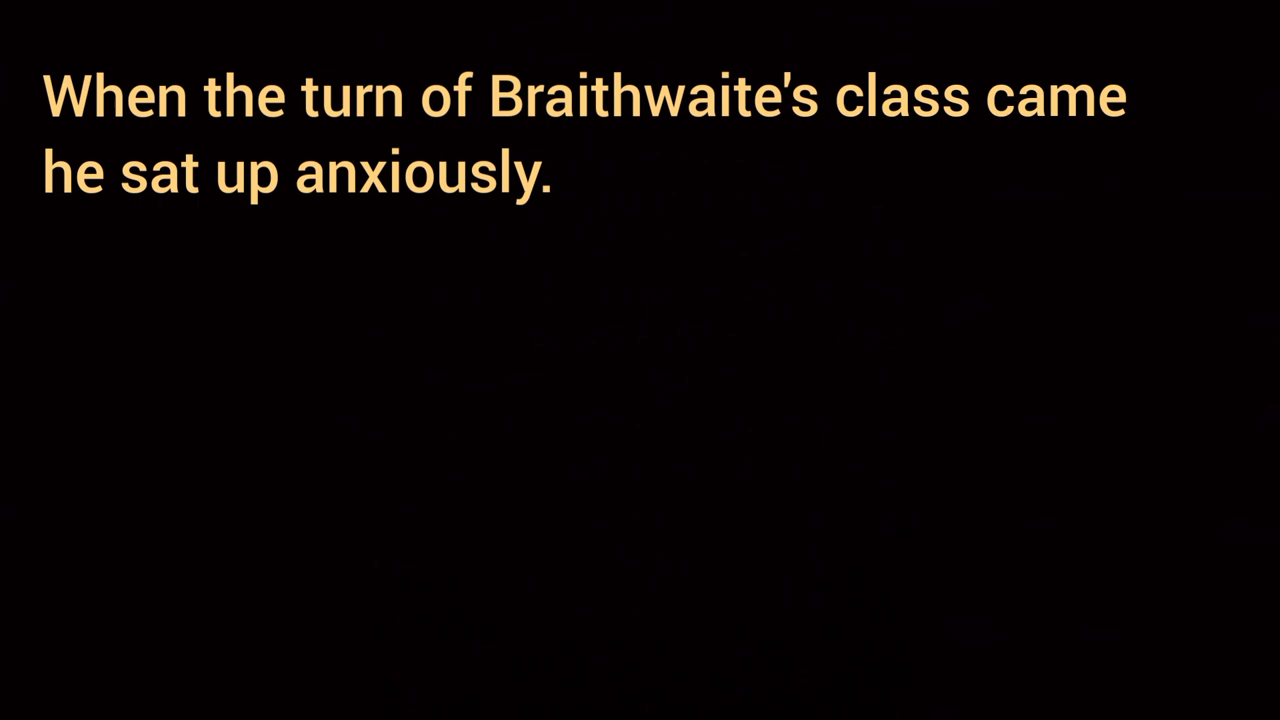 When the turn of Braithwaite's class came
he sat up anxiously.